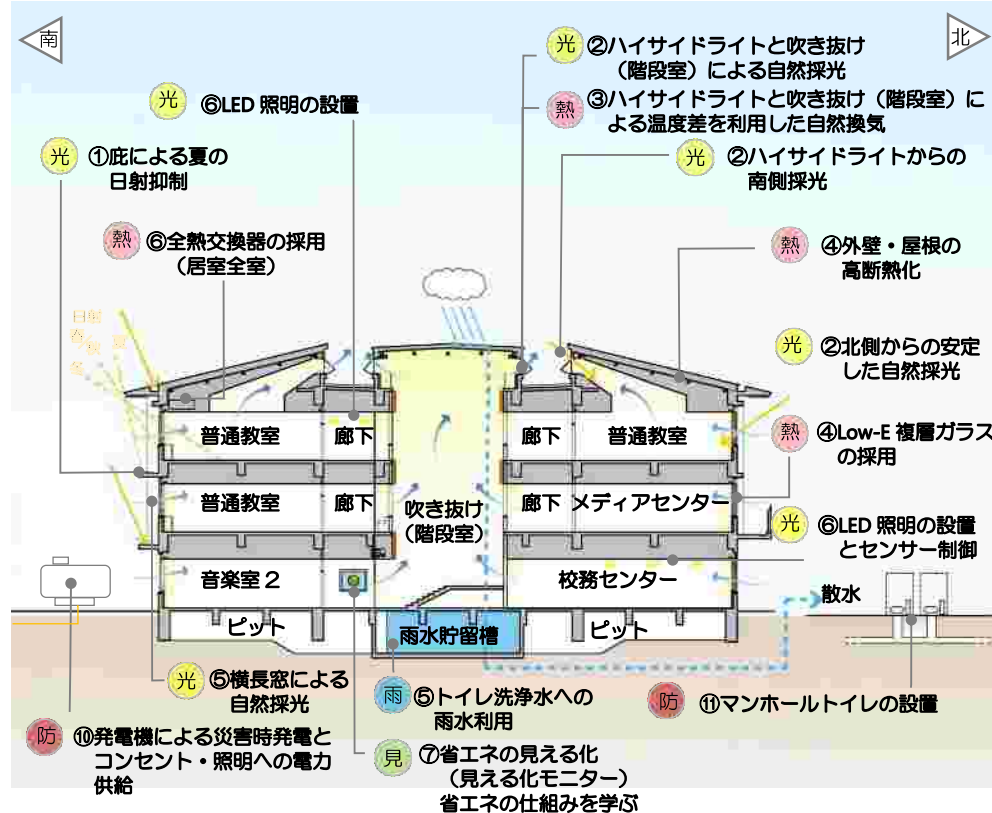 南
北
光
②ハイサイドライトと吹き抜け
（階段室）による自然採光
熱
③ハイサイドライトと吹き抜け（階段室）に
よる温度差を利用した自然換気
光
⑥LED 照明の設置
光
②ハイサイドライトからの
南側採光
光
①庇による夏の
日射抑制
熱
⑥全熱交換器の採用
（居室全室）
熱
④外壁・屋根の
高断熱化
日射
光
②北側からの安定
した自然採光
熱
④Low-E 複層ガラス
の採用
普通教室
廊下
廊下
普通教室
普通教室
廊下
吹き抜け
（階段室）
廊下
メディアセンター
光
⑥LED 照明の設置
とセンサー制御
音楽室２
校務センター
散水
ピット
雨水貯留槽
ピット
光
⑤横長窓による
自然採光
雨
⑤トイレ洗浄水への
雨水利用
防
⑪マンホールトイレの設置
防
⑩発電機による災害時発電と
コンセント・照明への電力
供給
見
⑦省エネの見える化
（見える化モニター）
省エネの仕組みを学ぶ